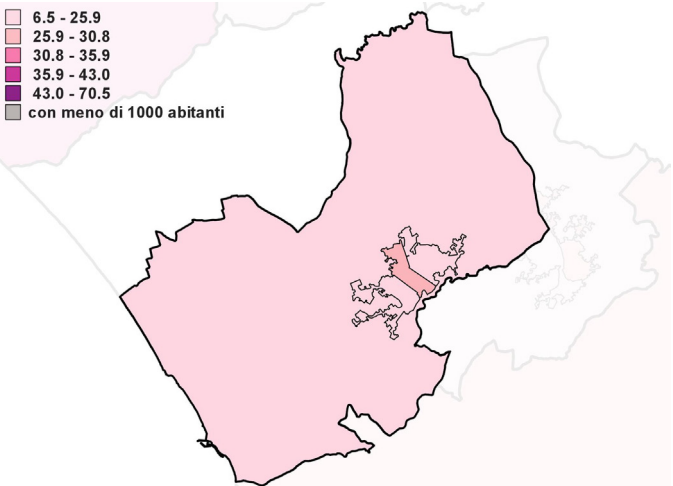 6.5 - 25.9
25.9 - 30.8
30.8 - 35.9
35.9 - 43.0
43.0 - 70.5
con meno di 1000 abitanti